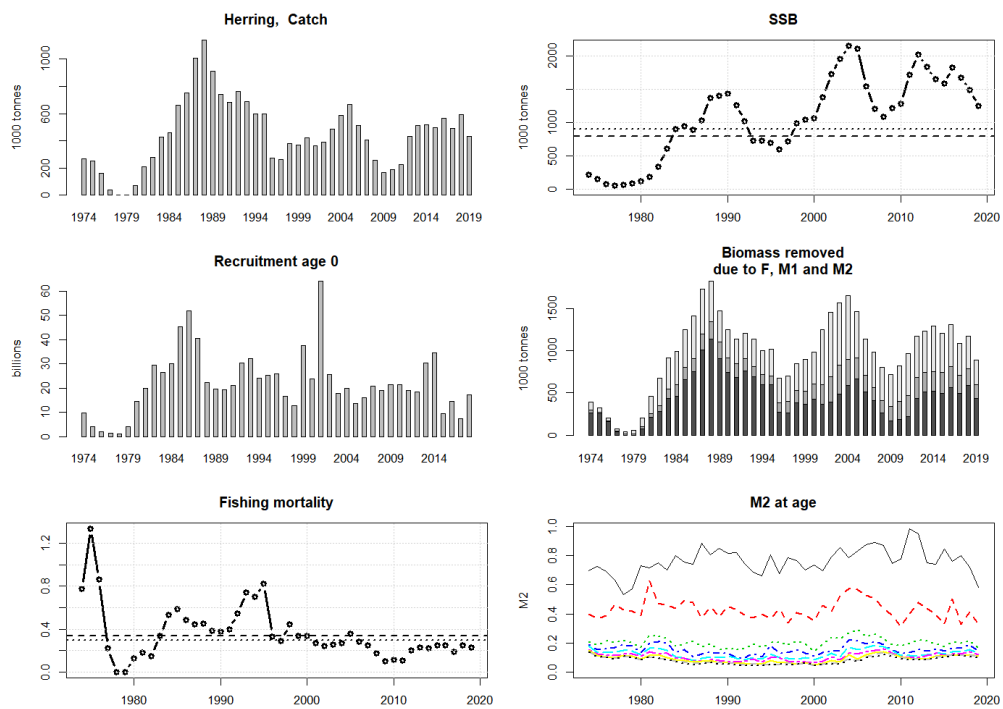 Herring,  Catch
1000 tonnes
0 200 600 1000
1974 1979 1984 1989 1994 1999 2004 2009 2014 2019
SSB
1000 tonnes
0 500 1000 1500 2000
1980 1990 2000 2010 2020
Recruitment age 0
billions
0 10 20 30 40 50 60
1974 1979 1984 1989 1994 1999 2004 2009 2014
Biomass removed
due to F, M1 and M2
1000 tonnes
0 500 1000 1500
1974 1979 1984 1989 1994 1999 2004 2009 2014 2019
Fishing mortality
0.0 0.4 0.8 1.2
1980 1990 2000 2010 2020
M2 at age
M2
0.0 0.2 0.4 0.6 0.8 1.0
1980 1990 2000 2010 2020